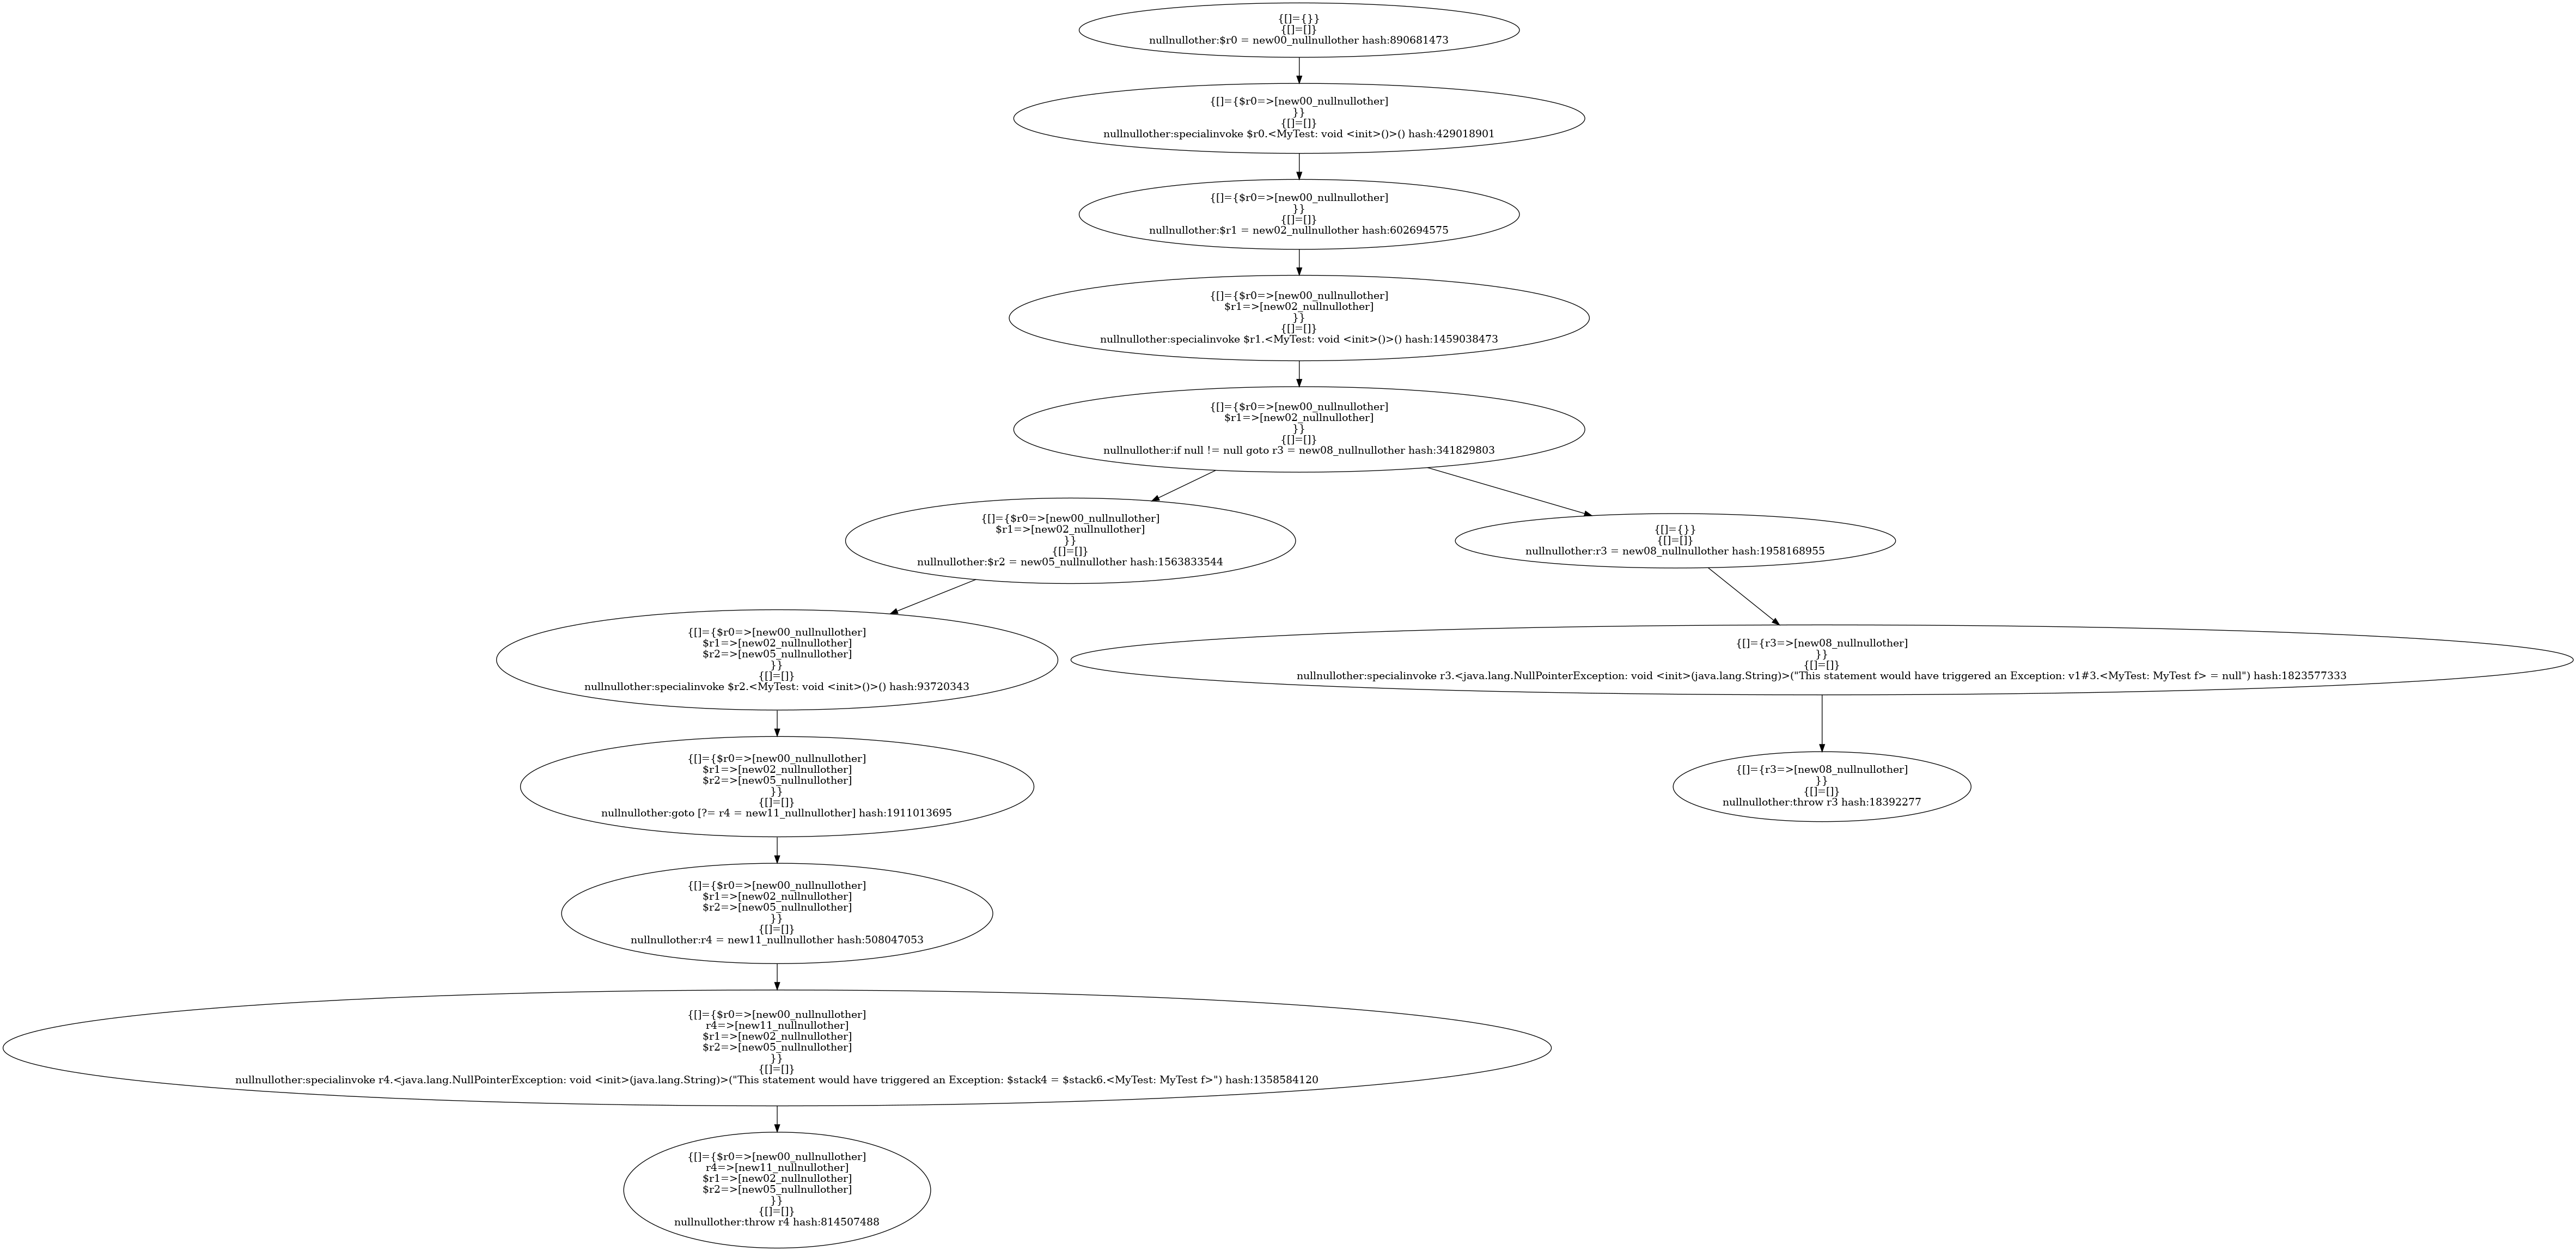 {[]={}}
{[]=[]}
nullnullother:$r0 = new00_nullnullother hash:890681473
{[]={$r0=>[new00_nullnullother]
}}
{[]=[]}
nullnullother:specialinvoke $r0.<MyTest: void <init>()>() hash:429018901
{[]={$r0=>[new00_nullnullother]
}}
{[]=[]}
nullnullother:$r1 = new02_nullnullother hash:602694575
{[]={$r0=>[new00_nullnullother]
$r1=>[new02_nullnullother]
}}
{[]=[]}
nullnullother:specialinvoke $r1.<MyTest: void <init>()>() hash:1459038473
{[]={$r0=>[new00_nullnullother]
$r1=>[new02_nullnullother]
}}
{[]=[]}
nullnullother:if null != null goto r3 = new08_nullnullother hash:341829803
{[]={$r0=>[new00_nullnullother]
$r1=>[new02_nullnullother]
}}
{[]=[]}
nullnullother:$r2 = new05_nullnullother hash:1563833544
{[]={}}
{[]=[]}
nullnullother:r3 = new08_nullnullother hash:1958168955
{[]={$r0=>[new00_nullnullother]
$r1=>[new02_nullnullother]
$r2=>[new05_nullnullother]
}}
{[]=[]}
nullnullother:specialinvoke $r2.<MyTest: void <init>()>() hash:93720343
{[]={r3=>[new08_nullnullother]
}}
{[]=[]}
nullnullother:specialinvoke r3.<java.lang.NullPointerException: void <init>(java.lang.String)>("This statement would have triggered an Exception: v1#3.<MyTest: MyTest f> = null") hash:1823577333
{[]={$r0=>[new00_nullnullother]
$r1=>[new02_nullnullother]
$r2=>[new05_nullnullother]
}}
{[]=[]}
nullnullother:goto [?= r4 = new11_nullnullother] hash:1911013695
{[]={r3=>[new08_nullnullother]
}}
{[]=[]}
nullnullother:throw r3 hash:18392277
{[]={$r0=>[new00_nullnullother]
$r1=>[new02_nullnullother]
$r2=>[new05_nullnullother]
}}
{[]=[]}
nullnullother:r4 = new11_nullnullother hash:508047053
{[]={$r0=>[new00_nullnullother]
r4=>[new11_nullnullother]
$r1=>[new02_nullnullother]
$r2=>[new05_nullnullother]
}}
{[]=[]}
nullnullother:specialinvoke r4.<java.lang.NullPointerException: void <init>(java.lang.String)>("This statement would have triggered an Exception: $stack4 = $stack6.<MyTest: MyTest f>") hash:1358584120
{[]={$r0=>[new00_nullnullother]
r4=>[new11_nullnullother]
$r1=>[new02_nullnullother]
$r2=>[new05_nullnullother]
}}
{[]=[]}
nullnullother:throw r4 hash:814507488